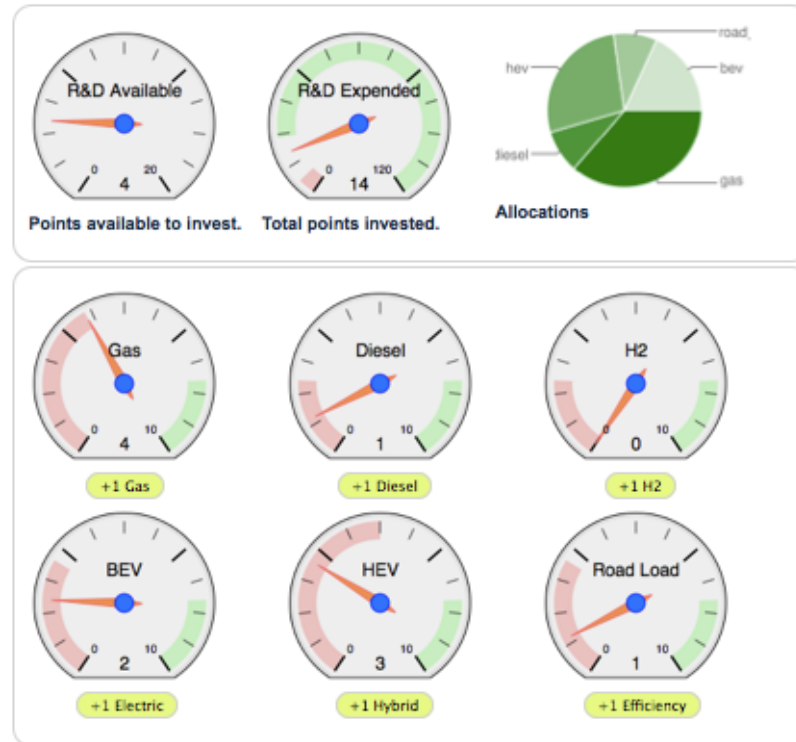 R&D Available
0 20
4
Points available to invest.
R&D Expended
0 120
14
Total points invested.
road,
hev
bev
diesel
gas
Allocations
Gas
0 10
4
+1 Gas
Diesel
0 10
1
+1 Diesel
H2
0 10
0
+1 H2
BEV
0 10
2
+1 Electric
HEV
0 10
3
+1 Hybrid
Road Load
0 10
1
+1 Efficiency